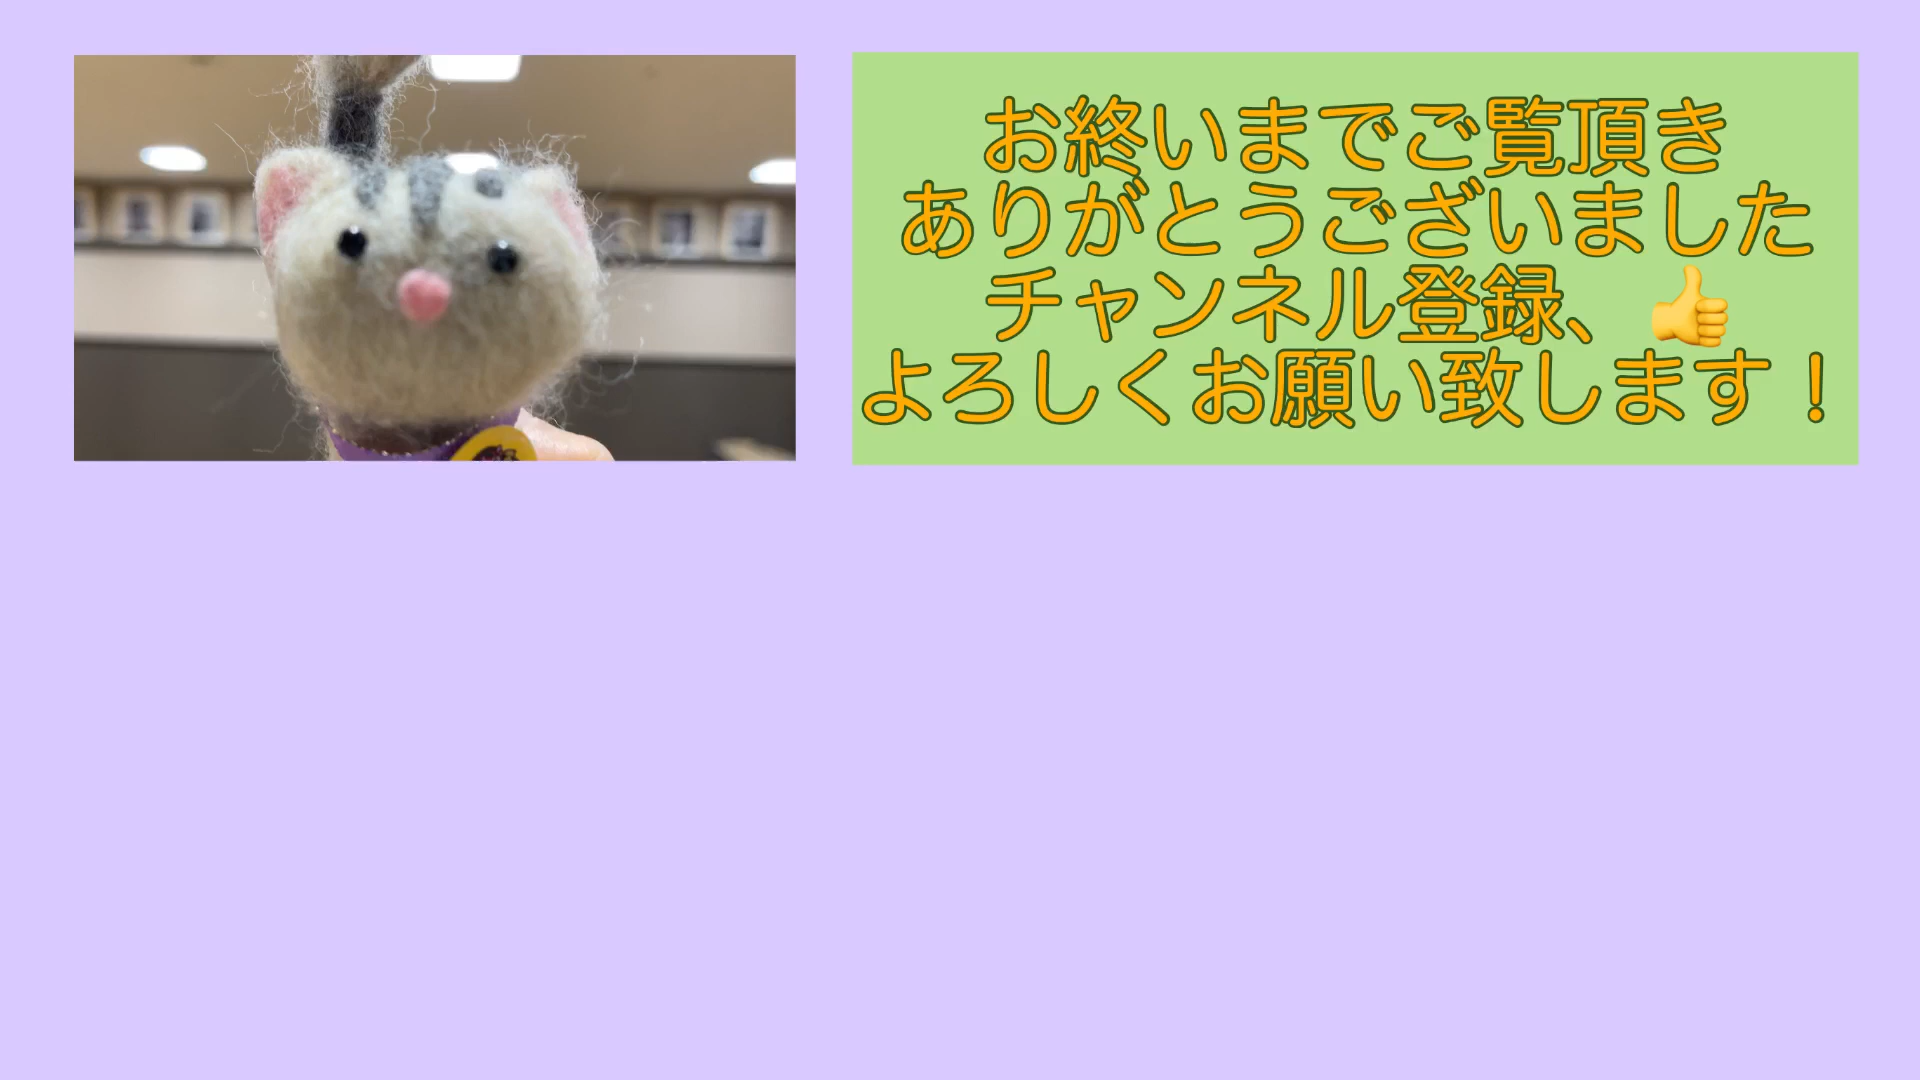 お終いまでご覧頂き
ありがとうございました
チャンネル登録、👍
よろしくお願い致します！